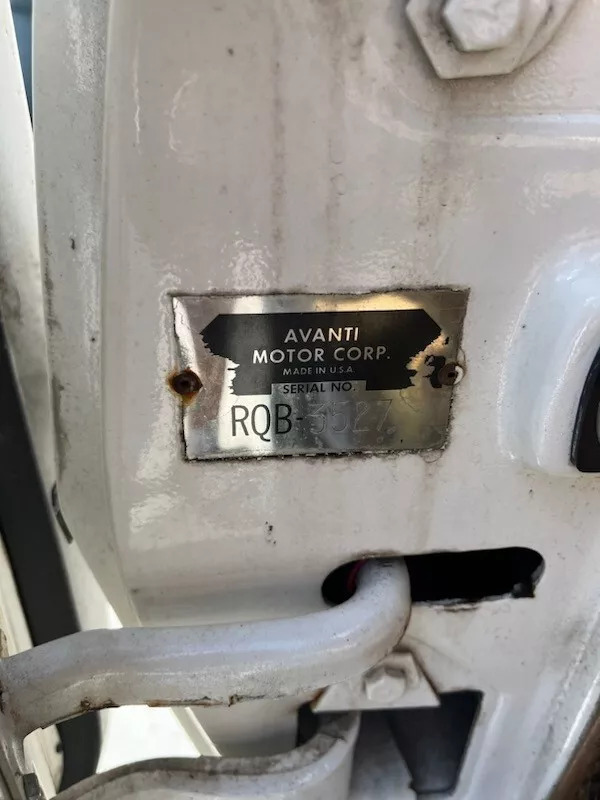 AVANTI
MOTOR CORP.
MADE IN U.S.A
SERIAL NO.
RQB-3527